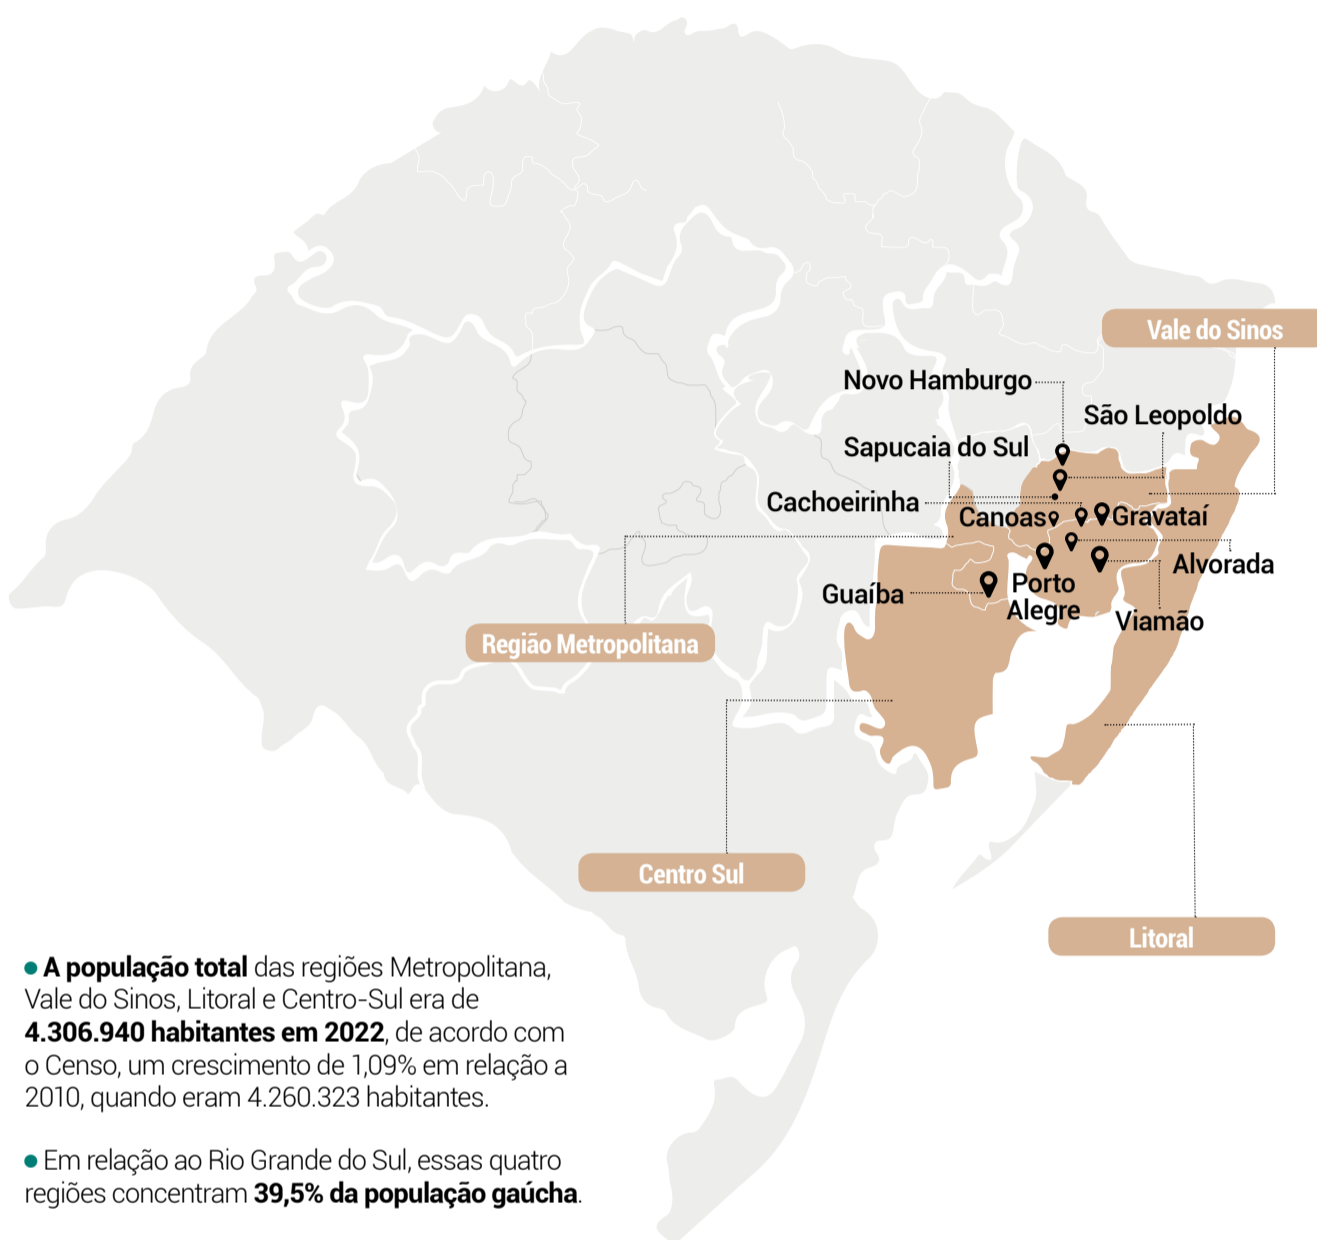 Vale do Sinos
Novo Hamburgo
São Leopoldo
Sapucaia do Sul
Cachoeirinha
Canoas
Gravataí
Alvorada
Guaíba
Porto
Alegre
Viamão
Região Metropolitana
Centro Sul
Litoral
● A população total das regiões Metropolitana,
Vale do Sinos, Litoral e Centro-Sul era de
4.306.940 habitantes em 2022, de acordo com
o Censo, um crescimento de 1,09% em relação a
2010, quando eram 4.260.323 habitantes.
● Em relação ao Rio Grande do Sul, essas quatro
regiões concentram 39,5% da população gaúcha.